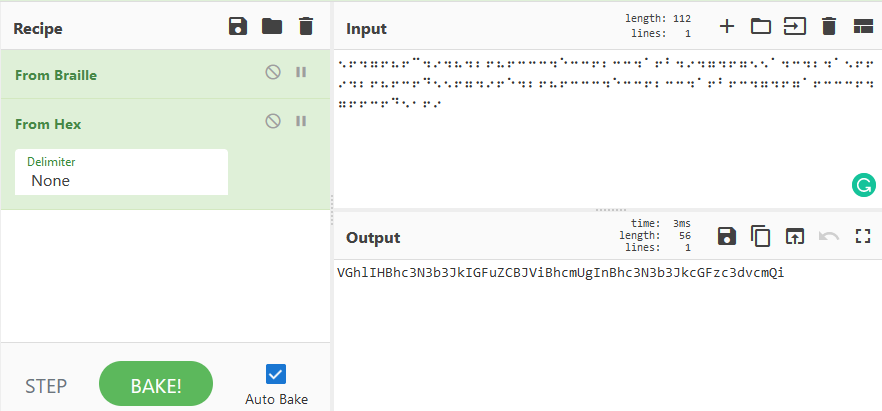 Recipe
From Braille
From Hex
Delimiter
None
STEP
BAKE!
Auto Bake
Input
length: 112
lines: 1
⠢⠖⠲⠶⠖⠦⠖⠉⠲⠔⠲⠦⠲⠆⠖⠦⠖⠒⠒⠒⠲⠑⠒⠒⠖⠆⠒⠒⠲⠁⠖⠃⠲⠔⠲⠶⠲⠖⠶⠢⠢⠁⠲⠒⠲⠆⠲⠁⠢⠖⠖
⠔⠲⠆⠖⠦⠖⠒⠖⠙⠢⠢⠖⠶⠲⠔⠖⠑⠲⠆⠖⠦⠖⠒⠒⠒⠲⠑⠒⠒⠖⠆⠒⠒⠲⠁⠖⠃⠖⠒⠲⠶⠲⠖⠶⠁⠖⠒⠒⠒⠖⠲
⠶⠖⠖⠒⠖⠙⠢⠂⠖⠔
Output
time: 3ms
length: 56
lines: 1
VGhlIHBhc3N3b3JkIGFuZCBJViBhcmUgInBhc3N3b3JkcGFzc3dvcmQi